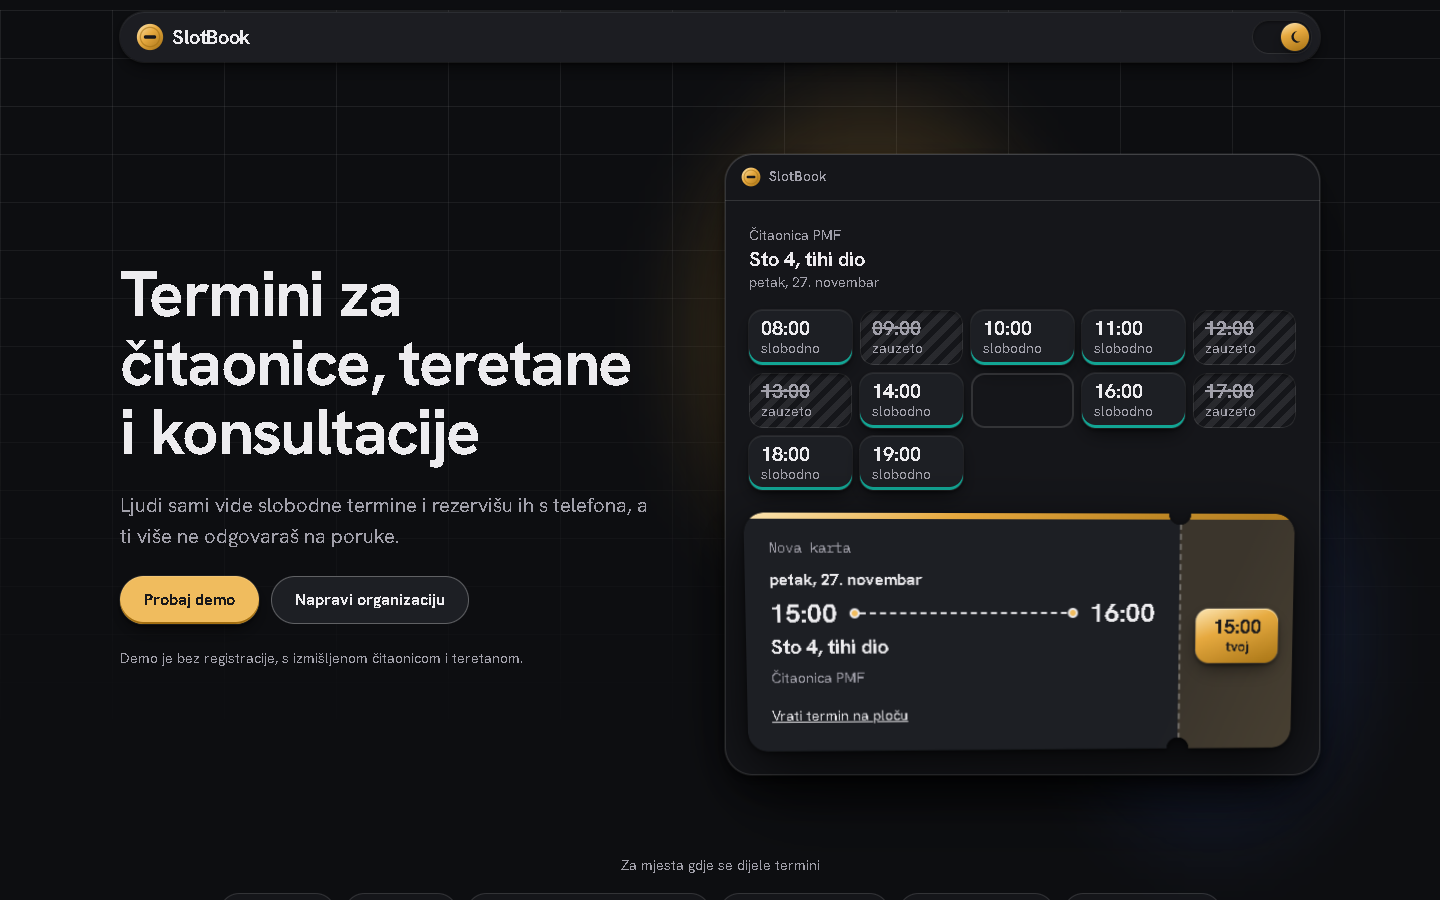 SlotBook
Termini za
čitaonice, teretane
i konsultacije
Ljudi sami vide slobodne termine i rezervišu ih s telefona, a
ti više ne odgovaraš na poruke.
Probaj demo
Napravi organizaciju
Demo je bez registracije, s izmišljenom čitaonicom i teretanom.
SlotBook
Čitaonica PMF
Sto 4, tihi dio
petak, 27. novembar
08:00 09:00 10:00 11:00 12:00
slobodno zauzeto slobodno slobodno zauzeto
13:00 14:00 16:00 17:00
zauzeto slobodno slobodno zauzeto
18:00 19:00
slobodno slobodno
Nova karta
petak, 27. novembar
15:00 16:00
Sto 4, tihi dio
Čitaonica PMF
Vrati termin na ploču
15:00
tvoj
Za mjesta gdje se dijele termini